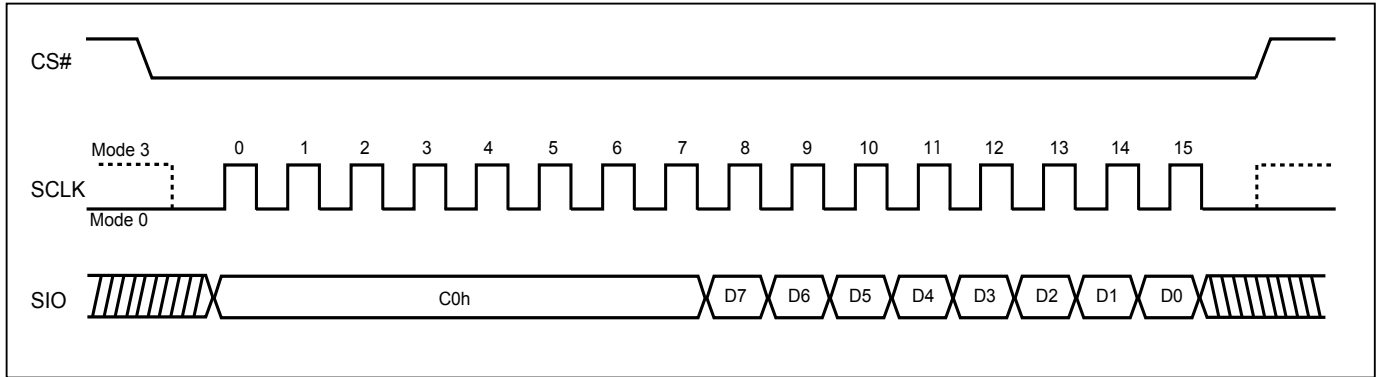 CS#
0 1 2 3 4 5 6 7 8 9 10 11 12 13 14 15
Mode 3
SCLK
Mode 0
SIO C0h D7 D6 D5 D4 D3 D2 D1 D0